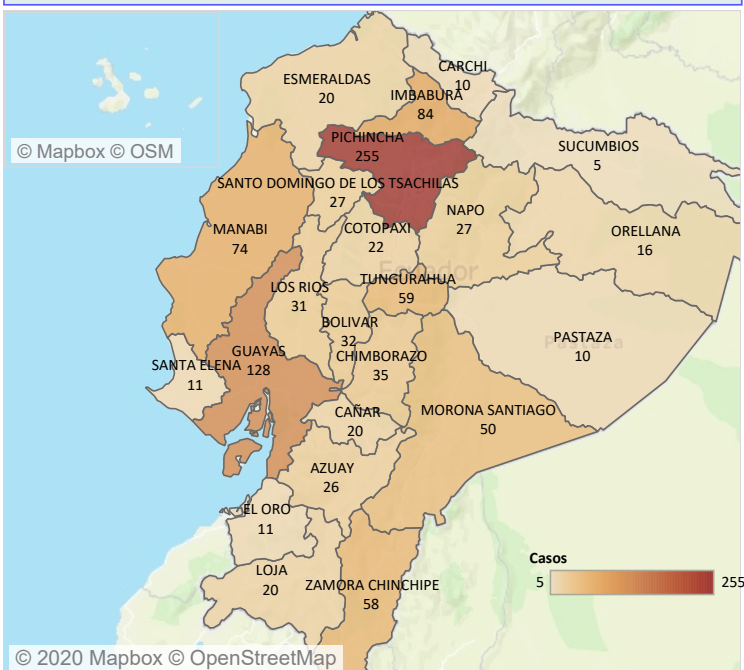 CARCHI
10
ESMERALDAS
20
IMBABURA
84
© Mapbox © OSM
PICHINCHA
255
SUCUMBIOS
5
SANTO DOMINGO DE LOS TSACHILAS
27
NAPO
27
MANABI
74
COTOPAXI
22
ORELLANA
16
Ecuador
TUNGURAHUA
59
LOS RIOS
31
BOLIVAR
32
PASTAZA
Pastaza
10
GUAYAS
128
CHIMBORAZO
35
SANTA ELENA
11
CAÑAR
20
MORONA SANTIAGO
50
AZUAY
26
EL ORO
11
LOJA
20
ZAMORA CHINCHIPE
58
Casos
5 255
© 2020 Mapbox © OpenStreetMap